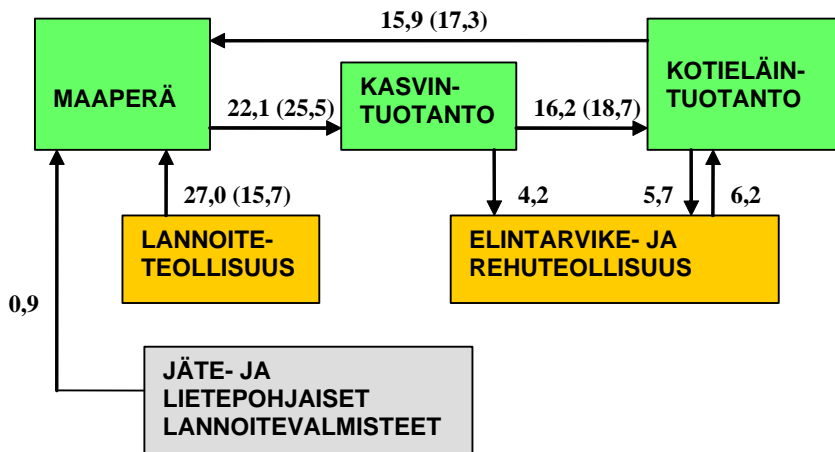 15,9 (17,3)
MAAPERÄ
KASVIN-
TUOTANTO
KOTIELÄIN-
TUOTANTO
22,1 (25,5)
16,2 (18,7)
27,0 (15,7)
4,2
5,7
6,2
LANNOITE-
TEOLLISUUS
ELINTARVIKE- JA
REHUTEOLLISUUS
0,9
JÄTE- JA
LIETEPOHJAISET
LANNOITEVALMISTEET